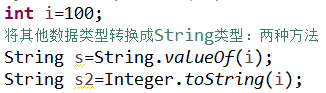 int i=100;
将其他数据类型转换成String类型：两种方法
String s=String.valueOf(i);
String s2=Integer.toString(i);